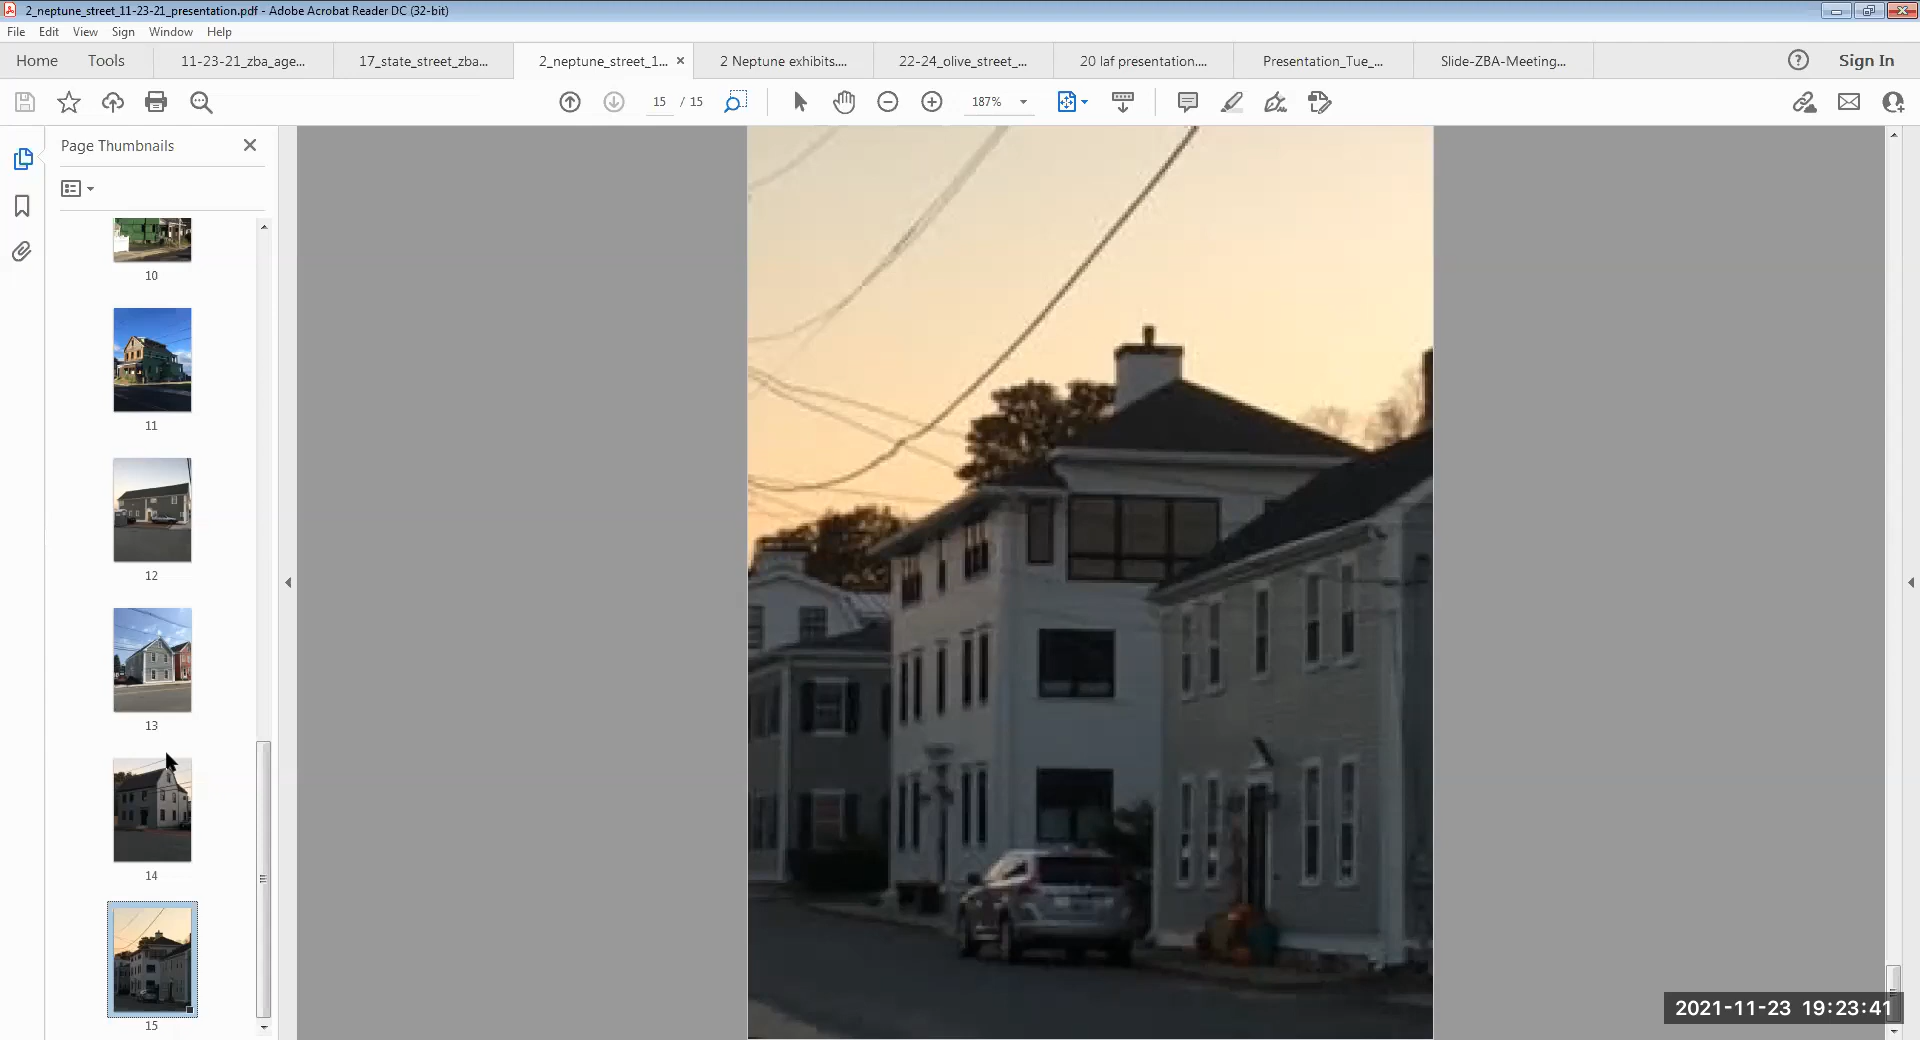 2_neptune_street_11-23-21_presentation.pdf - Adobe Acrobat Reader DC (32-bit)
File Edit View Sign Window Help
Home Tools 11-23-21_zba_age... 17_state_street_zba... 2_neptune_street_1... 2 Neptune exhibits.... 22-24_olive_street_... 20 laf presentation.... Presentation_Tue_... Slide-ZBA-Meeting... Sign In
15 / 15 187%
Page Thumbnails
10
11
12
13
14
15
2021-11-23 19:23:41